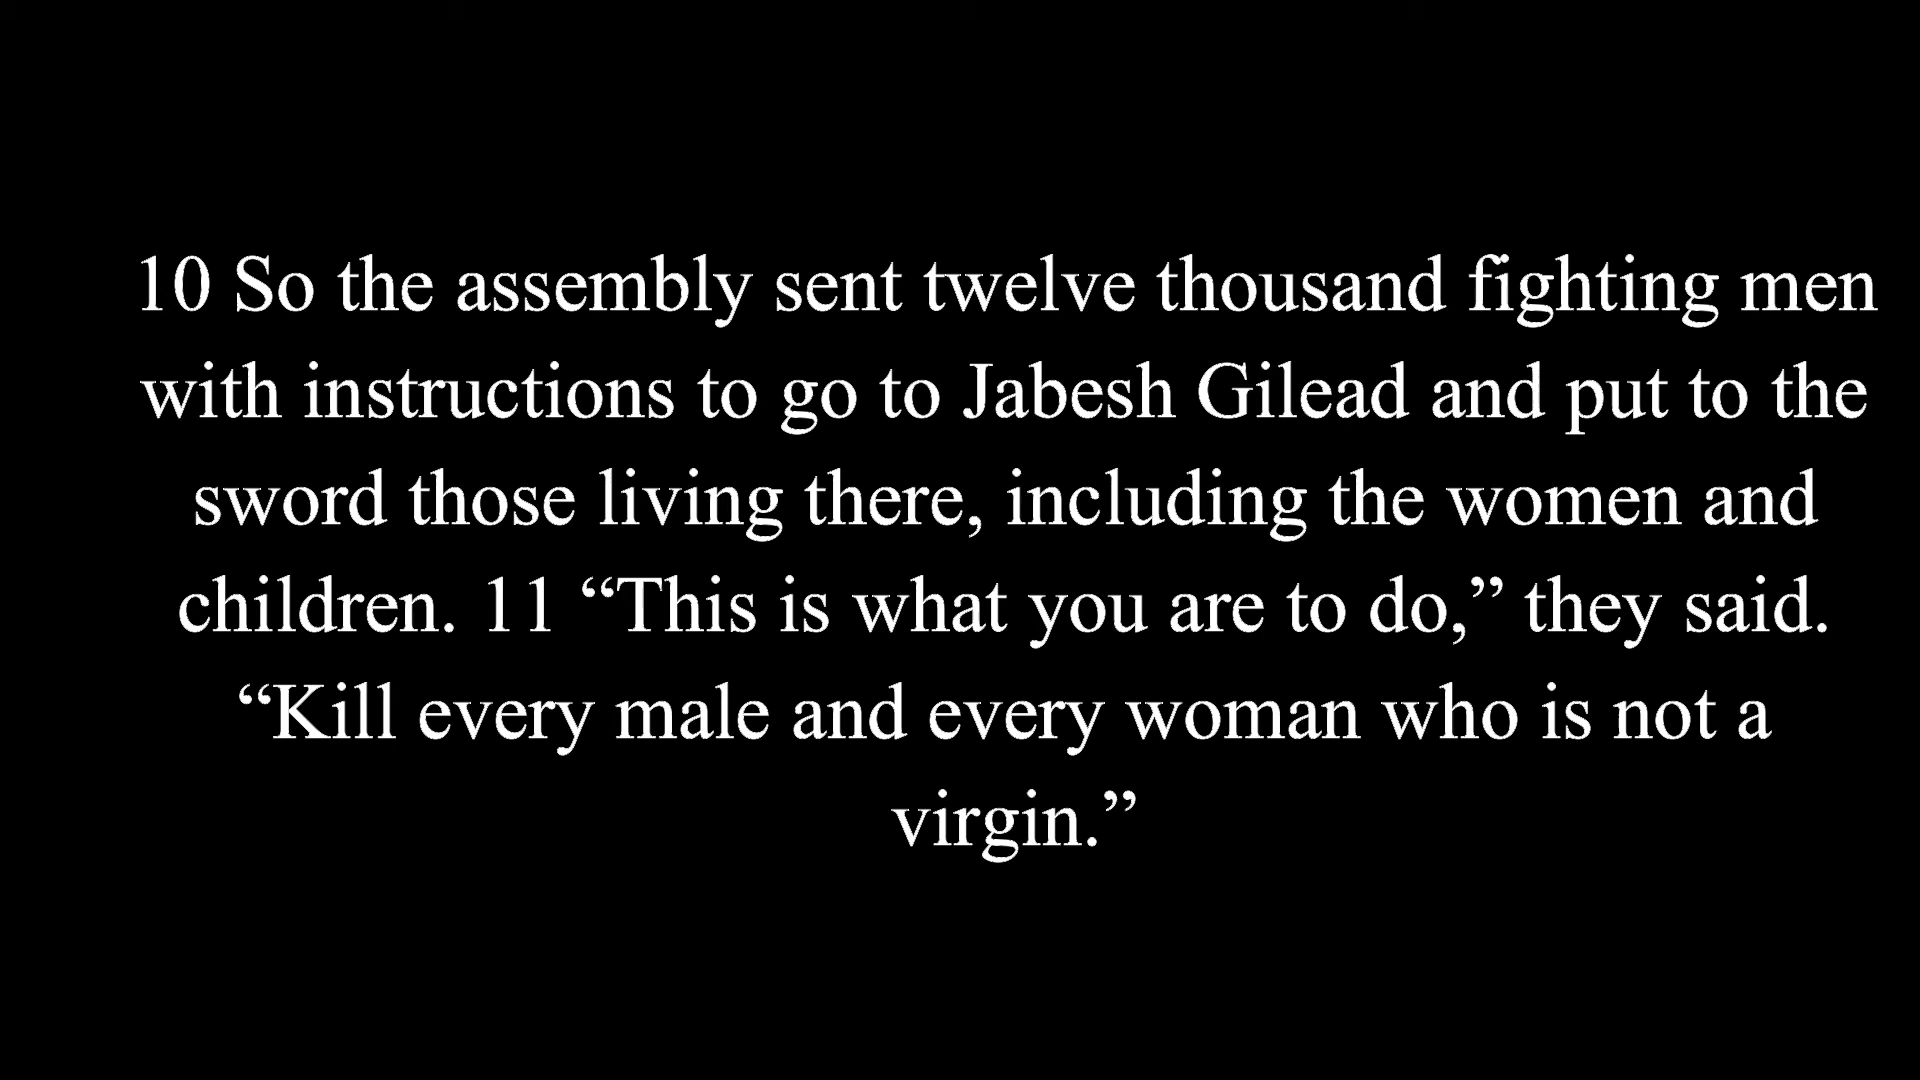 10 So the assembly sent twelve thousand fighting men
with instructions to go to Jabesh Gilead and put to the
sword those living there, including the women and
children. 11 “This is what you are to do,” they said.
“Kill every male and every woman who is not a
virgin.”